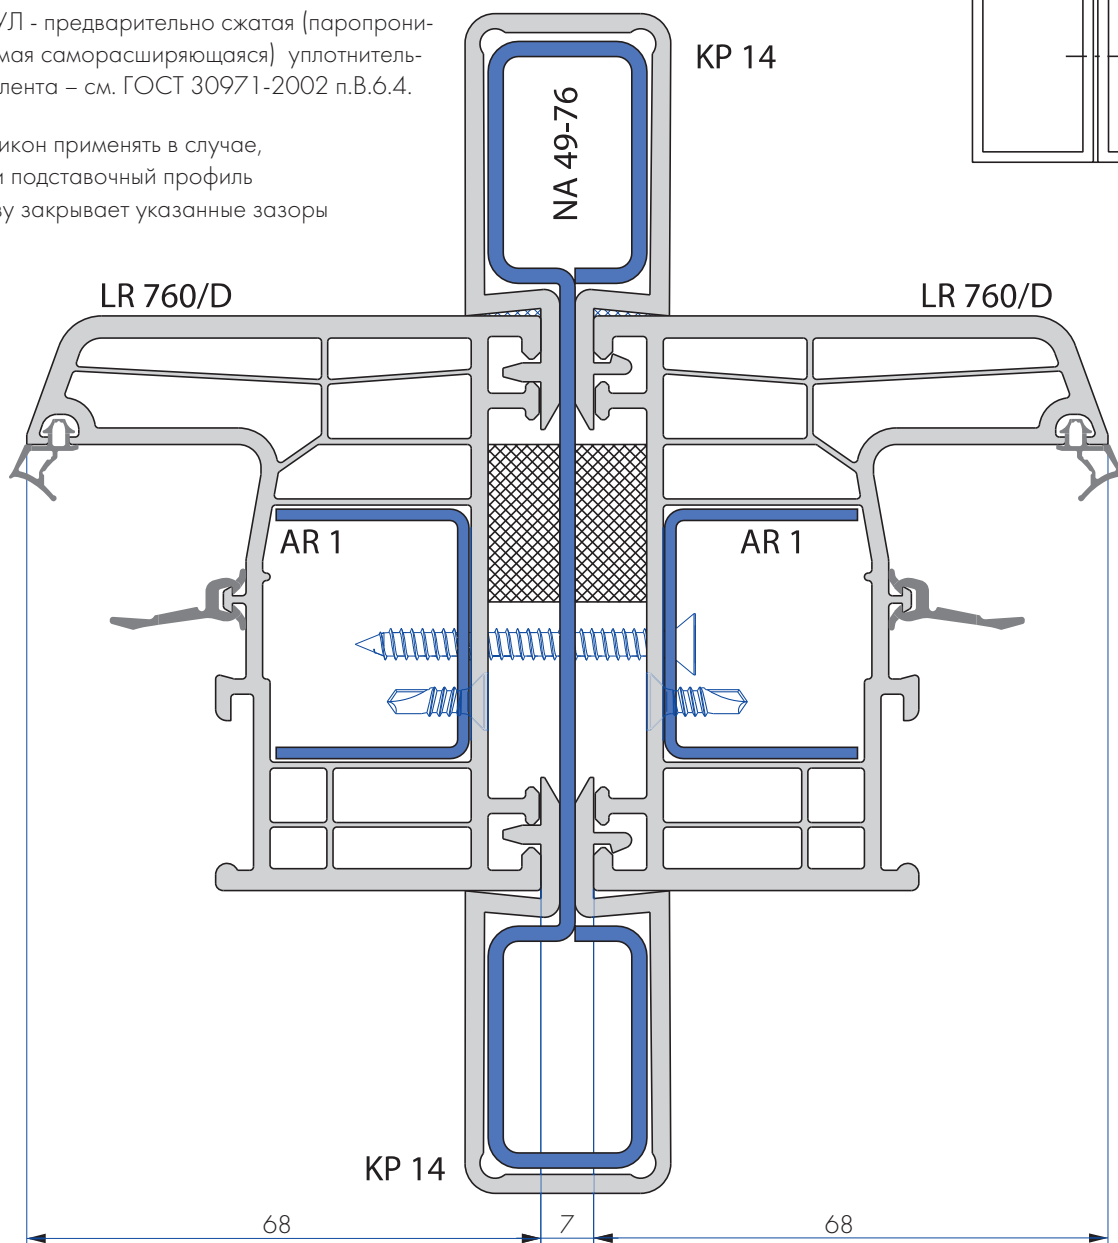 УЛ - предварительно сжатая (паропрони-
мая саморасширяющаяся) уплотнитель-
лента – см. ГОСТ 30971-2002 п.В.6.4.
икон применять в случае,
и подставочный профиль
ву закрывает указанные зазоры
KP 14
NA 49-76
LR 760/D
LR 760/D
AR 1
AR 1
KP 14
68
7
68